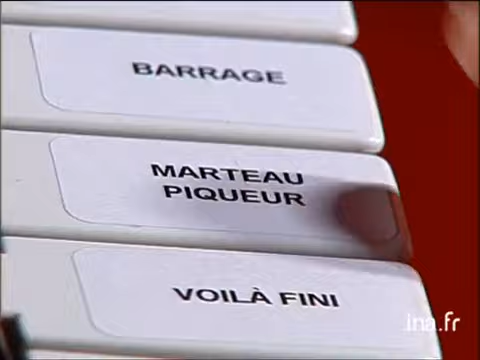 BARRAGE
MARTEAU
PIQUEUR
VOILÀ FINI
ina.fr